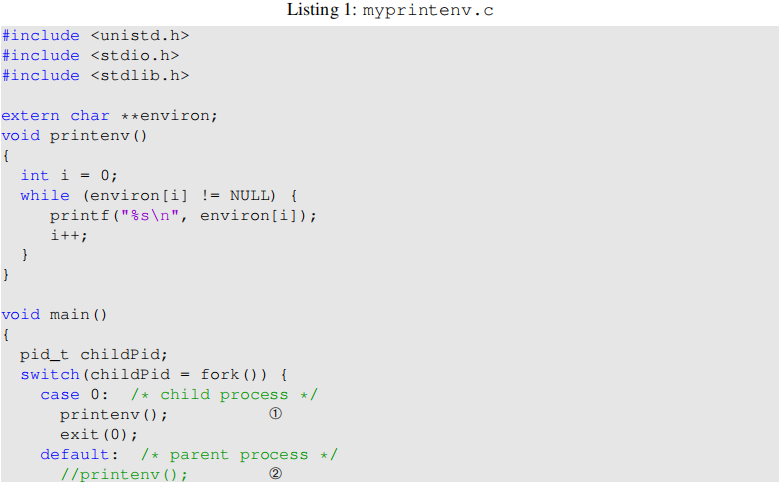 Listing 1: myprintenv.c
#include <unistd.h>
#include <stdio.h>
#include <stdlib.h>
extern char **environ;
void printenv()
{
int i = 0;
while (environ[i] != NULL) {
printf("%s\n", environ[i]);
i++;
}
}
void main()
{
pid_t childPid;
switch(childPid = fork()) {
case 0: /* child process */
printenv(); ①
exit(0);
default: /* parent process */
//printenv(); ②